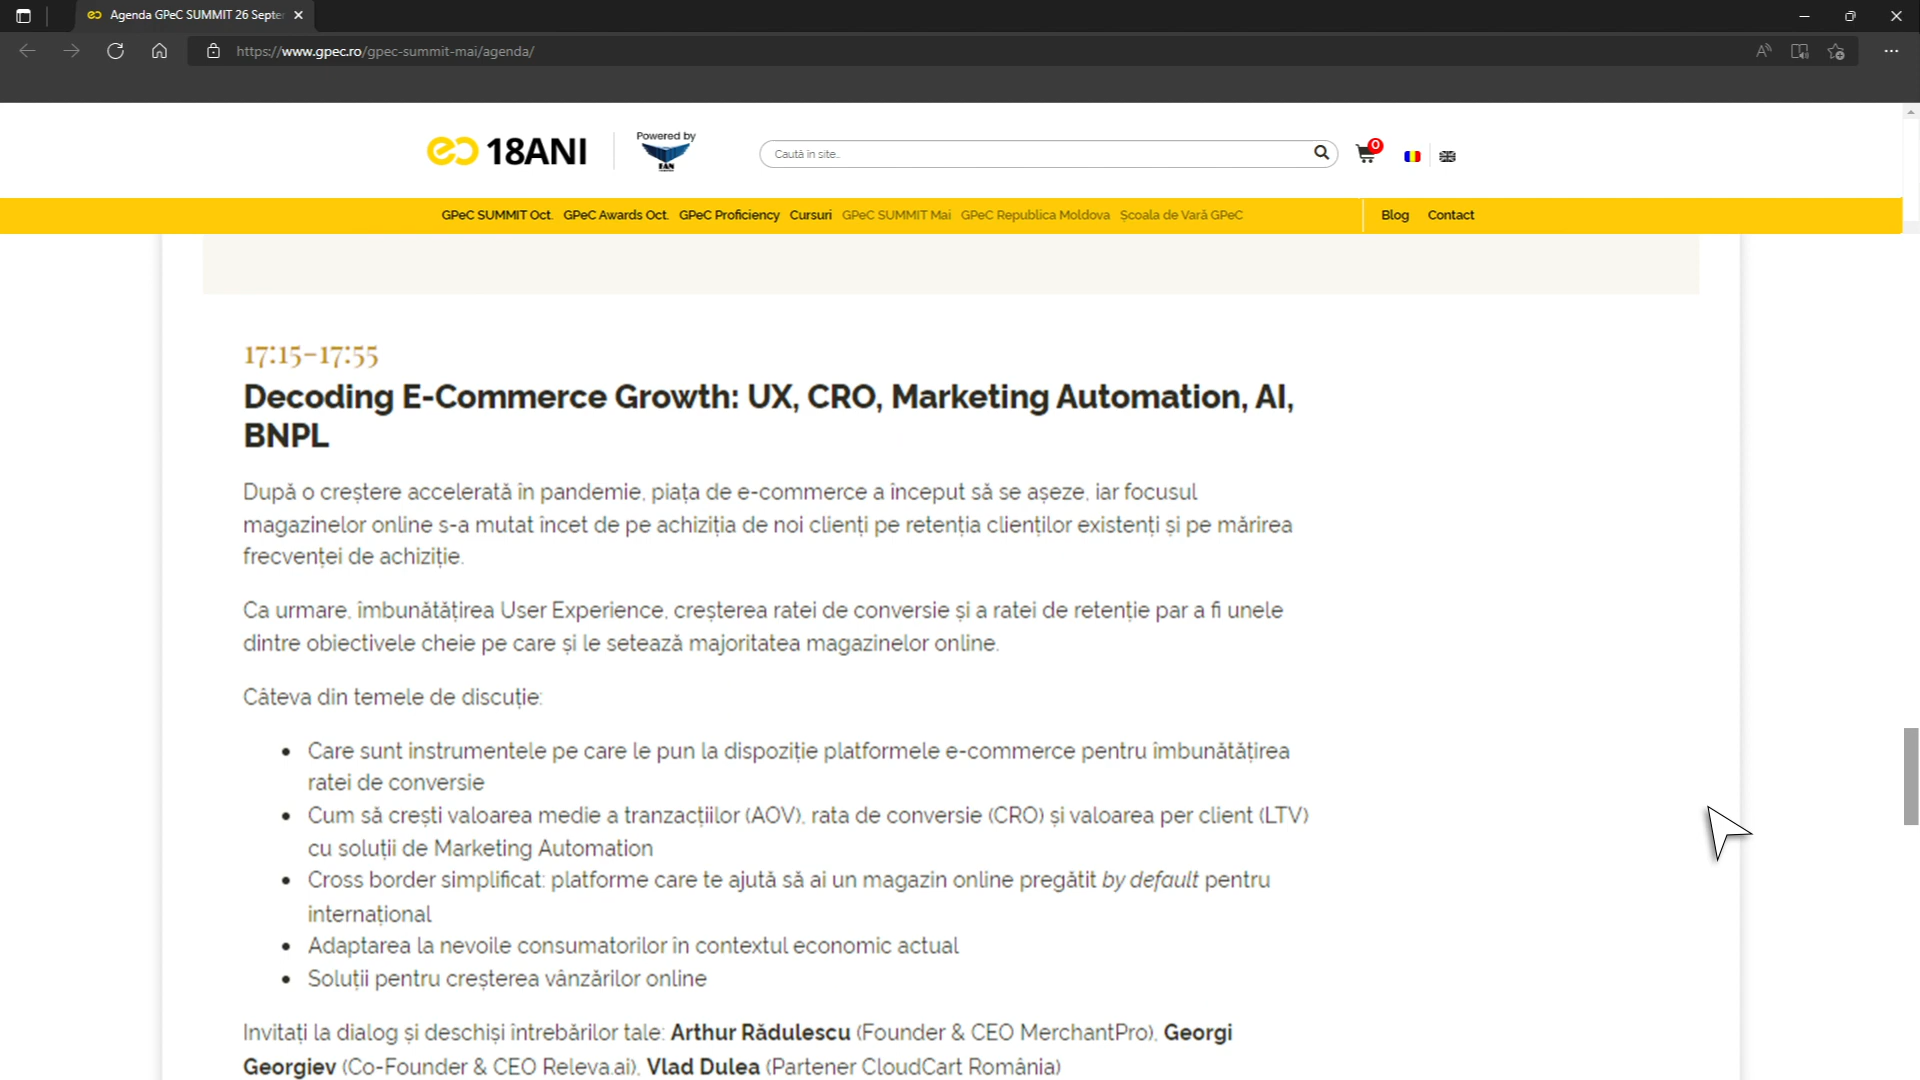 Agenda GPeC SUMMIT 26 Septe
https://www.gpec.ro/gpec-summit-mai/agenda/
18ANI
Powered by
FAN
Caută în site..
0
GPeC SUMMIT Oct. GPeC Awards Oct. GPeC Proficiency Cursuri GPeC SUMMIT Mai GPeC Republica Moldova Școala de Vară GPeC Blog Contact
17:15-17:55
Decoding E-Commerce Growth: UX, CRO, Marketing Automation, AI,
BNPL
După o creștere accelerată în pandemie, piața de e-commerce a început să se așeze, iar focusul
magazinelor online s-a mutat încet de pe achiziția de noi clienți pe retenția clienților existenți și pe mărirea
frecvenței de achiziție.
Ca urmare, îmbunătățirea User Experience, creșterea ratei de conversie și a ratei de retenție par a fi unele
dintre obiectivele cheie pe care și le setează majoritatea magazinelor online.
Câteva din temele de discuție:
• Care sunt instrumentele pe care le pun la dispoziție platformele e-commerce pentru îmbunătățirea
ratei de conversie
• Cum să crești valoarea medie a tranzacțiilor (AOV), rata de conversie (CRO) și valoarea per client (LTV)
cu soluții de Marketing Automation
• Cross border simplificat: platforme care te ajută să ai un magazin online pregătit by default pentru
internațional
• Adaptarea la nevoile consumatorilor în contextul economic actual
• Soluții pentru creșterea vânzărilor online
Invitați la dialog și deschiși întrebărilor tale: Arthur Rădulescu (Founder & CEO MerchantPro), Georgi
Georgiev (Co-Founder & CEO Releva.ai), Vlad Dulea (Partener CloudCart România)